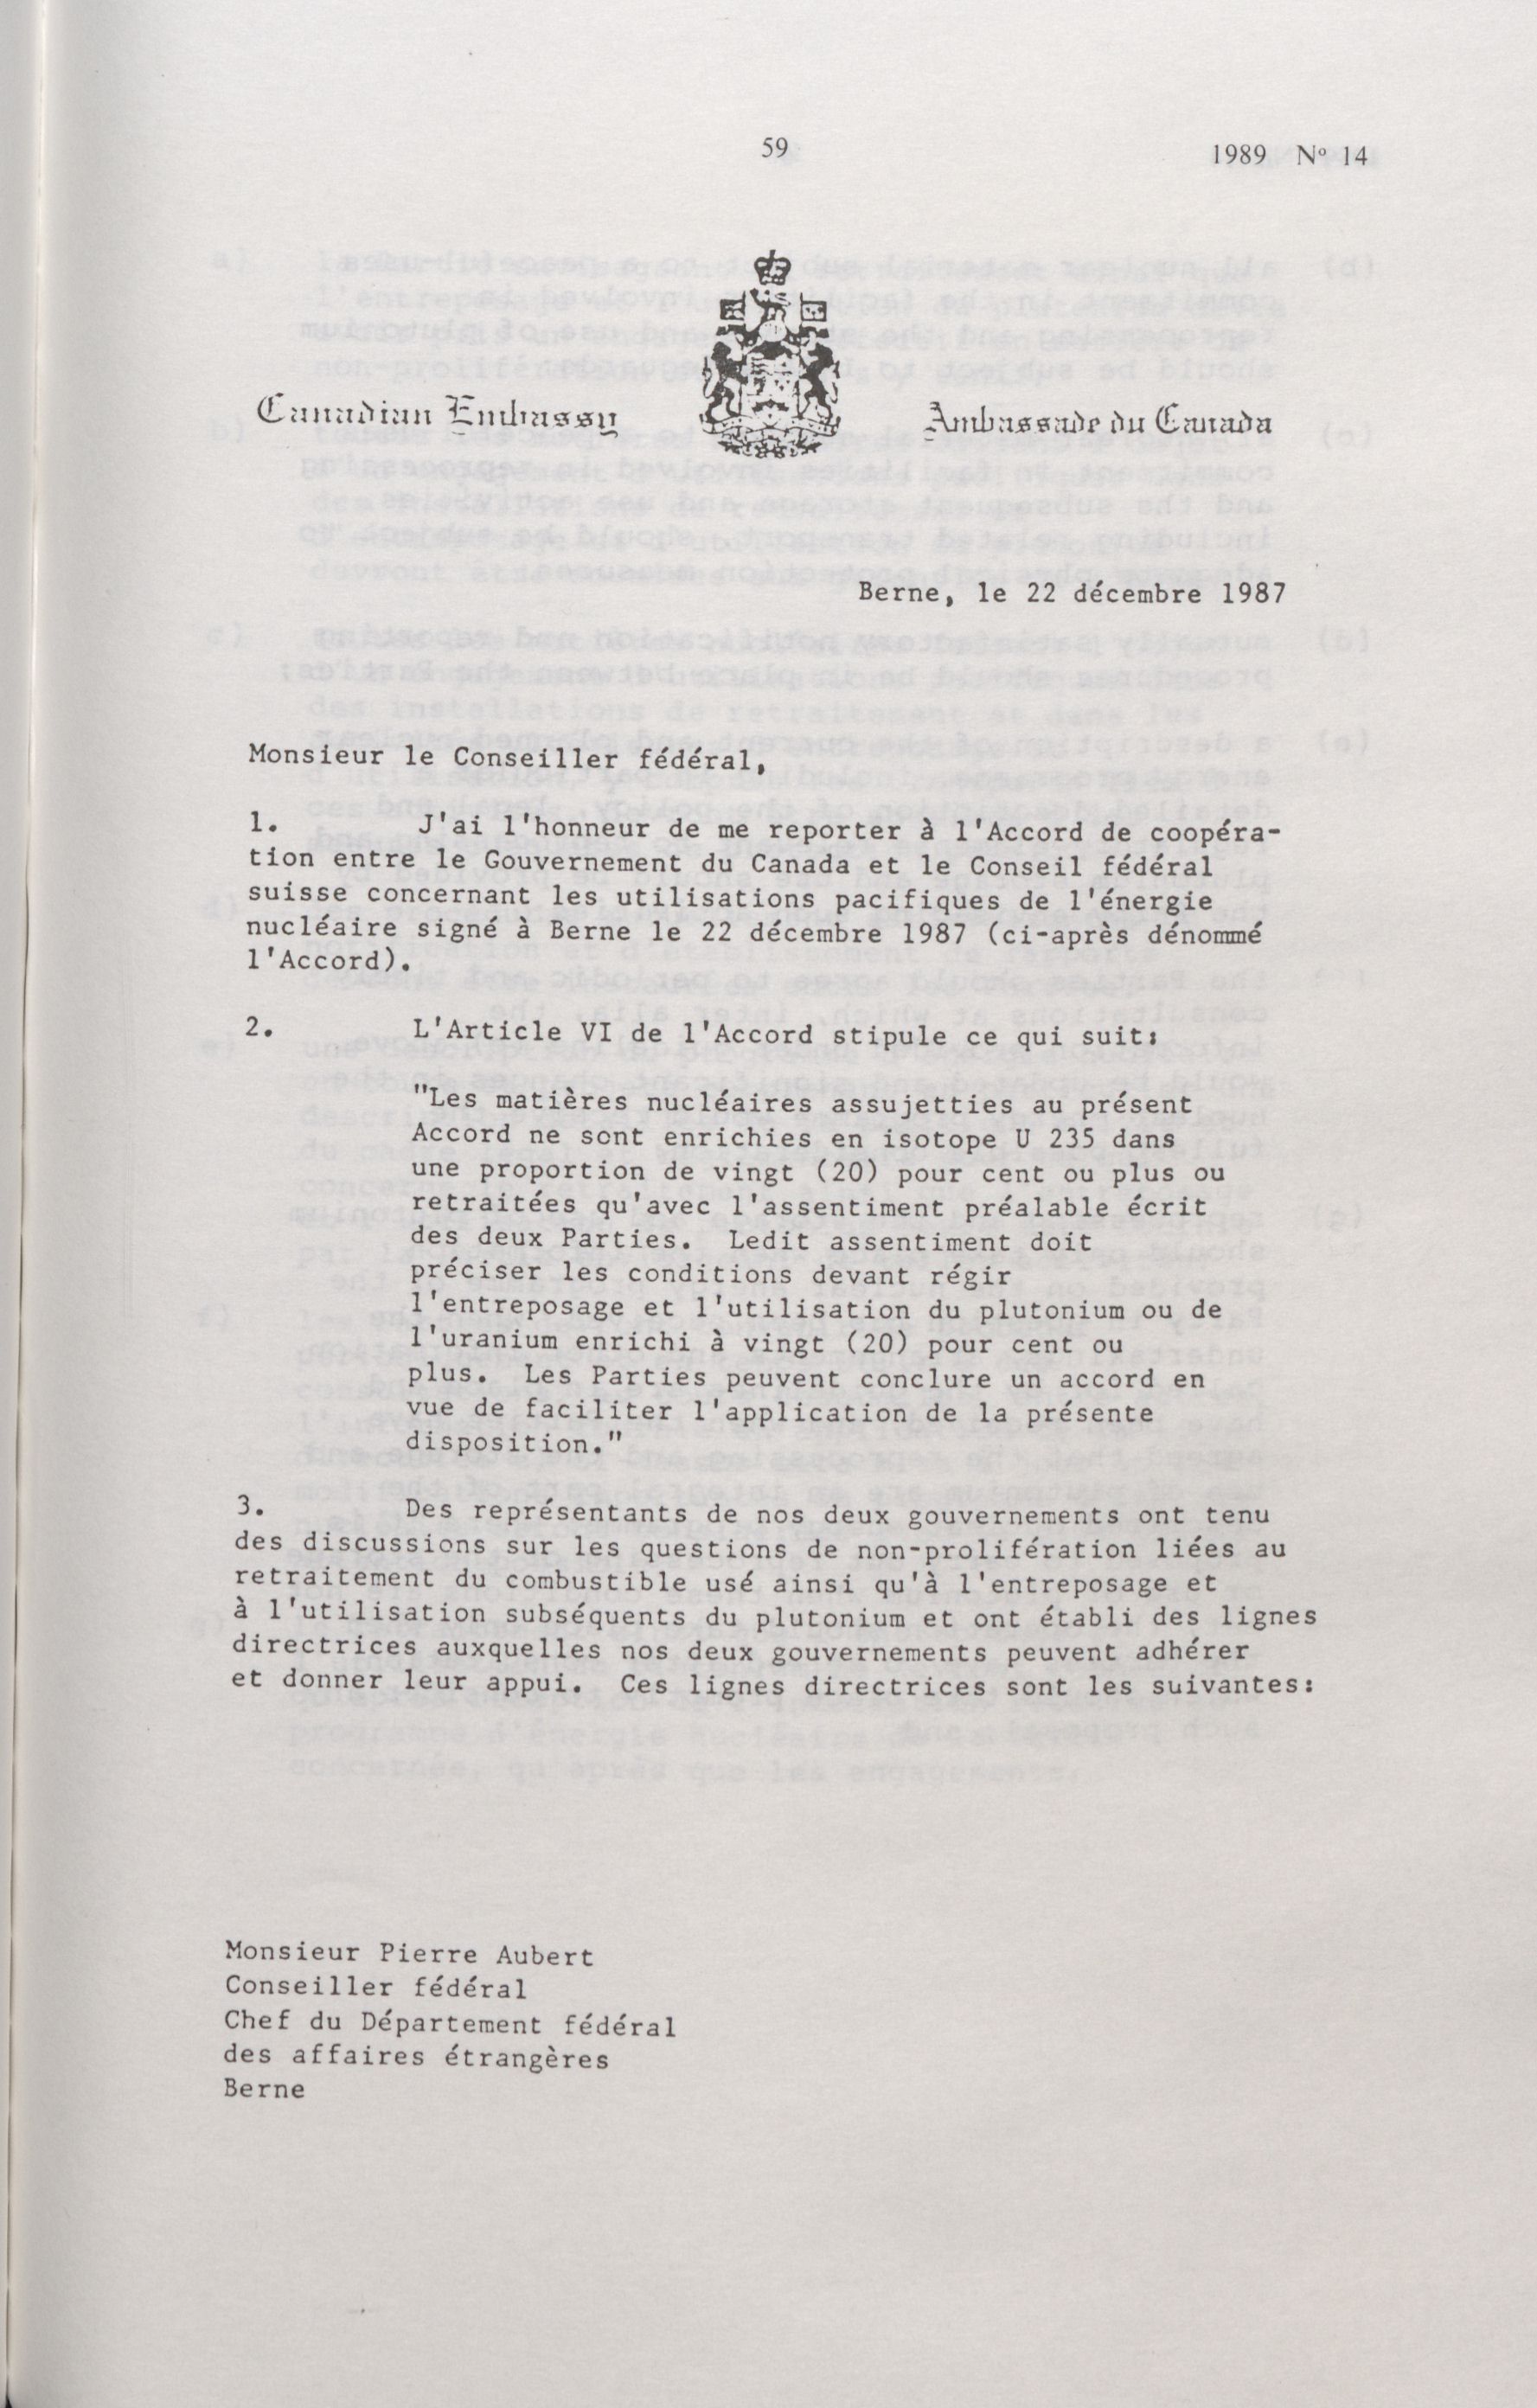 59
1989 Nº 14
Canadian Embassy
Ambassade du Canada
Berne, le 22 décembre 1987
Monsieur le Conseiller fédéral,
1. J'ai l'honneur de me reporter à l'Accord de coopéra-
tion entre le Gouvernement du Canada et le Conseil fédéral
suisse concernant les utilisations pacifiques de l'énergie
nucléaire signé à Berne le 22 décembre 1987 (ci-après dénommé
l'Accord).
2. L'Article VI de l'Accord stipule ce qui suit:
"Les matières nucléaires assujetties au présent
Accord ne sont enrichies en isotope U 235 dans
une proportion de vingt (20) pour cent ou plus ou
retraitées qu'avec l'assentiment préalable écrit
des deux Parties. Ledit assentiment doit
préciser les conditions devant régir
l'entreposage et l'utilisation du plutonium ou de
l'uranium enrichi à vingt (20) pour cent ou
plus. Les Parties peuvent conclure un accord en
vue de faciliter l'application de la présente
disposition."
3. Des représentants de nos deux gouvernements ont tenu
des discussions sur les questions de non-prolifération liées au
retraitement du combustible usé ainsi qu'à l'entreposage et
à l'utilisation subséquents du plutonium et ont établi des lignes
directrices auxquelles nos deux gouvernements peuvent adhérer
et donner leur appui. Ces lignes directrices sont les suivantes:
Monsieur Pierre Aubert
Conseiller fédéral
Chef du Département fédéral
des affaires étrangères
Berne